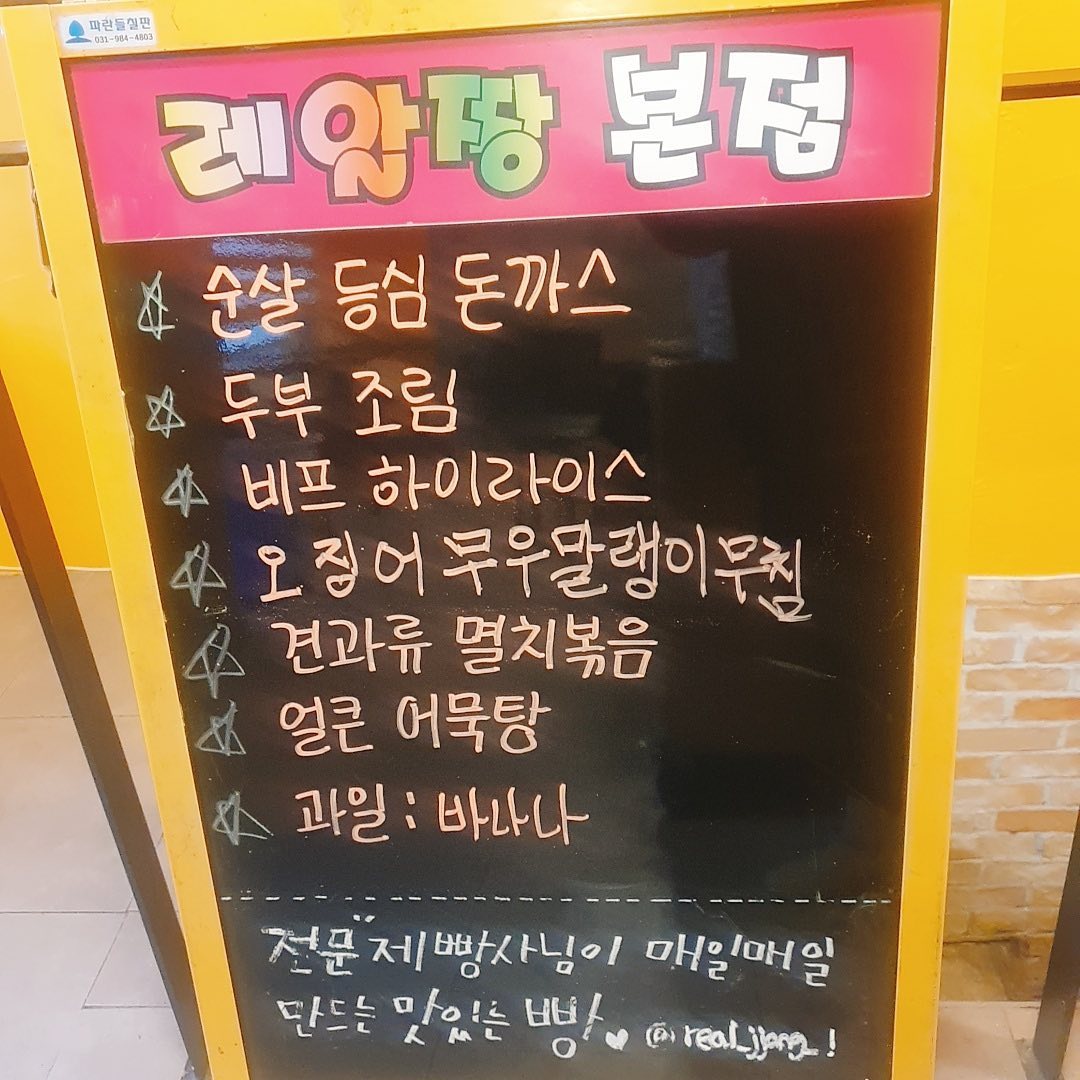 파란들칠판
031-984-4803
레알짱 본점
순살 등심 돈까스
두부 조림
비프 하이라이스
오징어 무우말랭이무침
견과류 멸치볶음
얼큰 어묵탕
과일 : 바나나
전문 제빵사님이 매일매일
만드는 맛있는 빵 ♥ @real_jjang_!